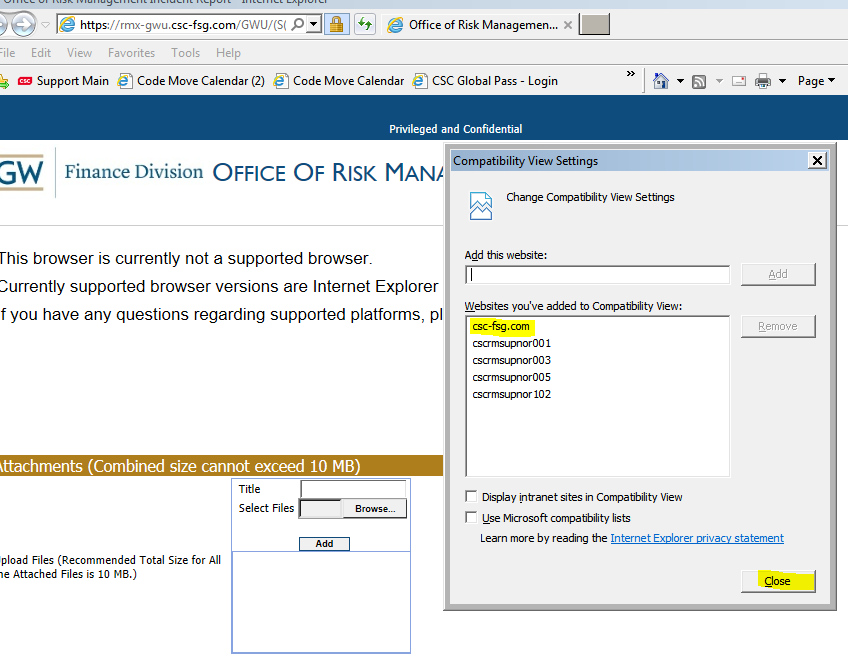 Office of Risk Management Incident Report - Internet Explorer
https://rmx-gwu.csc-fsg.com/GWU/(S(
Office of Risk Managemen...
File Edit View Favorites Tools Help
CSC Support Main Code Move Calendar (2) Code Move Calendar CSC Global Pass - Login » Page
Privileged and Confidential
GW Finance Division OFFICE OF RISK MANA
This browser is currently not a supported browser.
Currently supported browser versions are Internet Explorer
If you have any questions regarding supported platforms, pl
Attachments (Combined size cannot exceed 10 MB)
Title
Select Files Browse...
Add
Upload Files (Recommended Total Size for All
the Attached Files is 10 MB.)
Compatibility View Settings
Change Compatibility View Settings
Add this website:
Add
Websites you've added to Compatibility View:
csc-fsg.com
Remove
cscrmsupnor001
cscrmsupnor003
cscrmsupnor005
cscrmsupnor102
Display intranet sites in Compatibility View
Use Microsoft compatibility lists
Learn more by reading the Internet Explorer privacy statement
Close